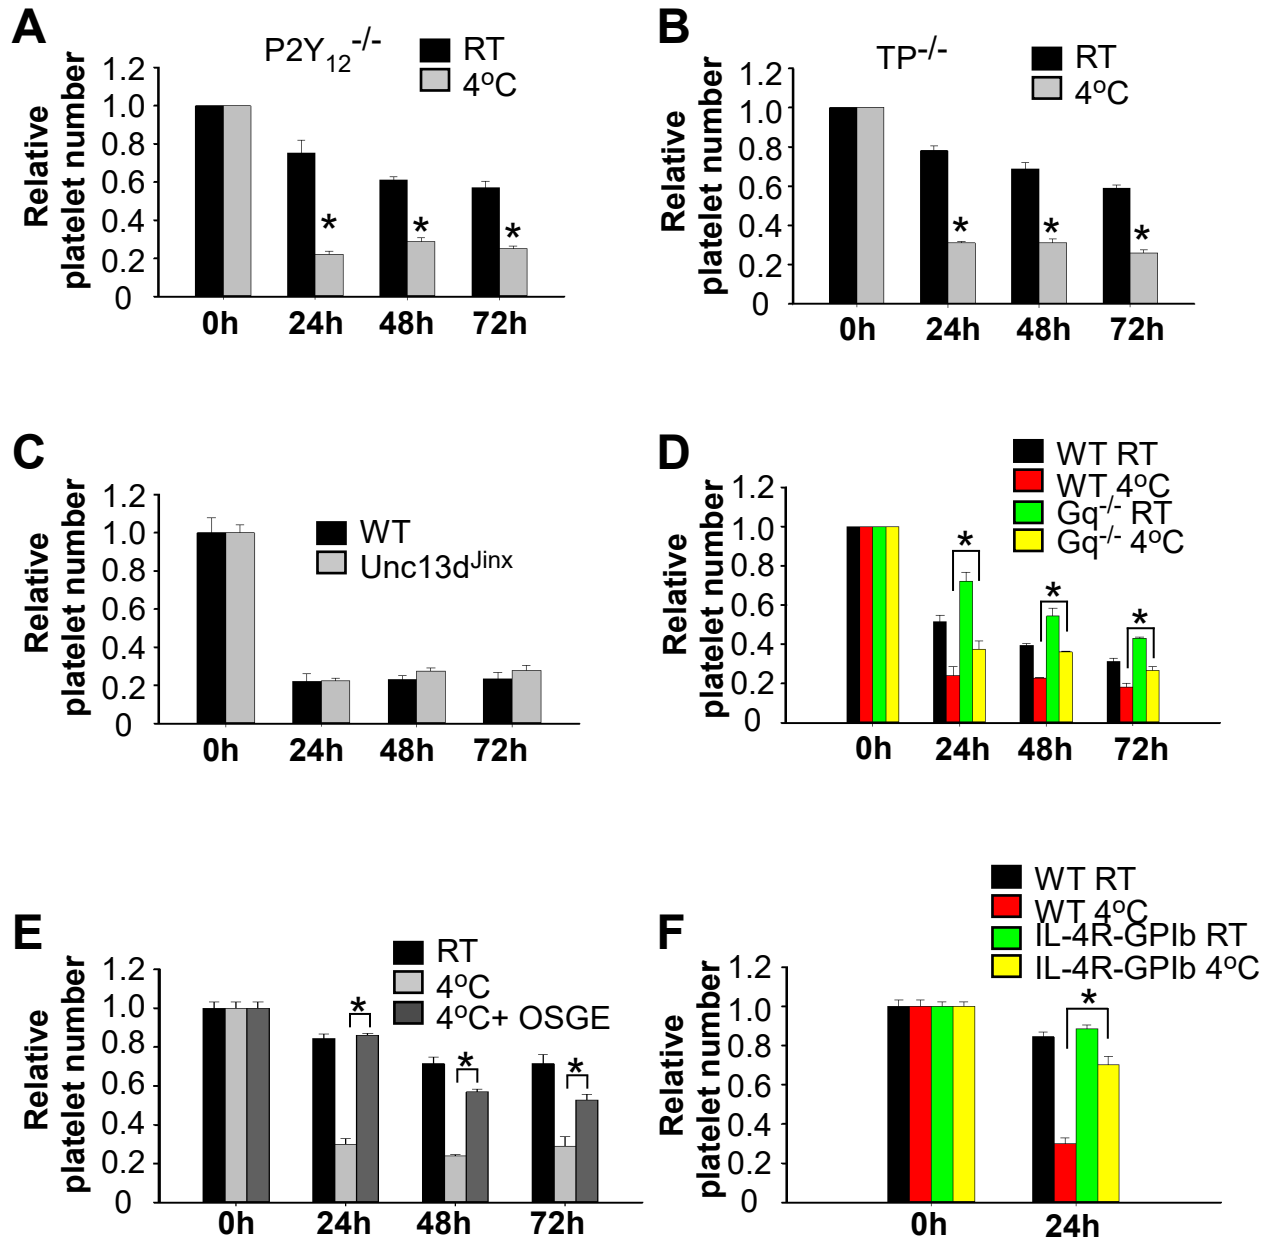 A
P2Y12-/-
RT
4oC
Relative
platelet number
1.2
1.0
0.8
0.6
0.4
0.2
0
*
*
*
0h 24h 48h 72h
B
TP-/-
RT
4oC
Relative
platelet number
1.2
1.0
0.8
0.6
0.4
0.2
0
*
*
*
0h 24h 48h 72h
C
WT
Unc13dJinx
Relative
platelet number
1.2
1.0
0.8
0.6
0.4
0.2
0
0h 24h 48h 72h
D
WT RT
WT 4oC
Gq-/- RT
Gq-/- 4oC
Relative
platelet number
1.2
1.0
0.8
0.6
0.4
0.2
0
*
*
*
0h 24h 48h 72h
E
RT
4oC
4oC+ OSGE
Relative
platelet number
1.2
1.0
0.8
0.6
0.4
0.2
0
*
*
*
0h 24h 48h 72h
F
WT RT
WT 4oC
IL-4R-GPIb RT
IL-4R-GPIb 4oC
Relative
platelet number
1.2
1.0
0.8
0.6
0.4
0.2
0
*
0h 24h